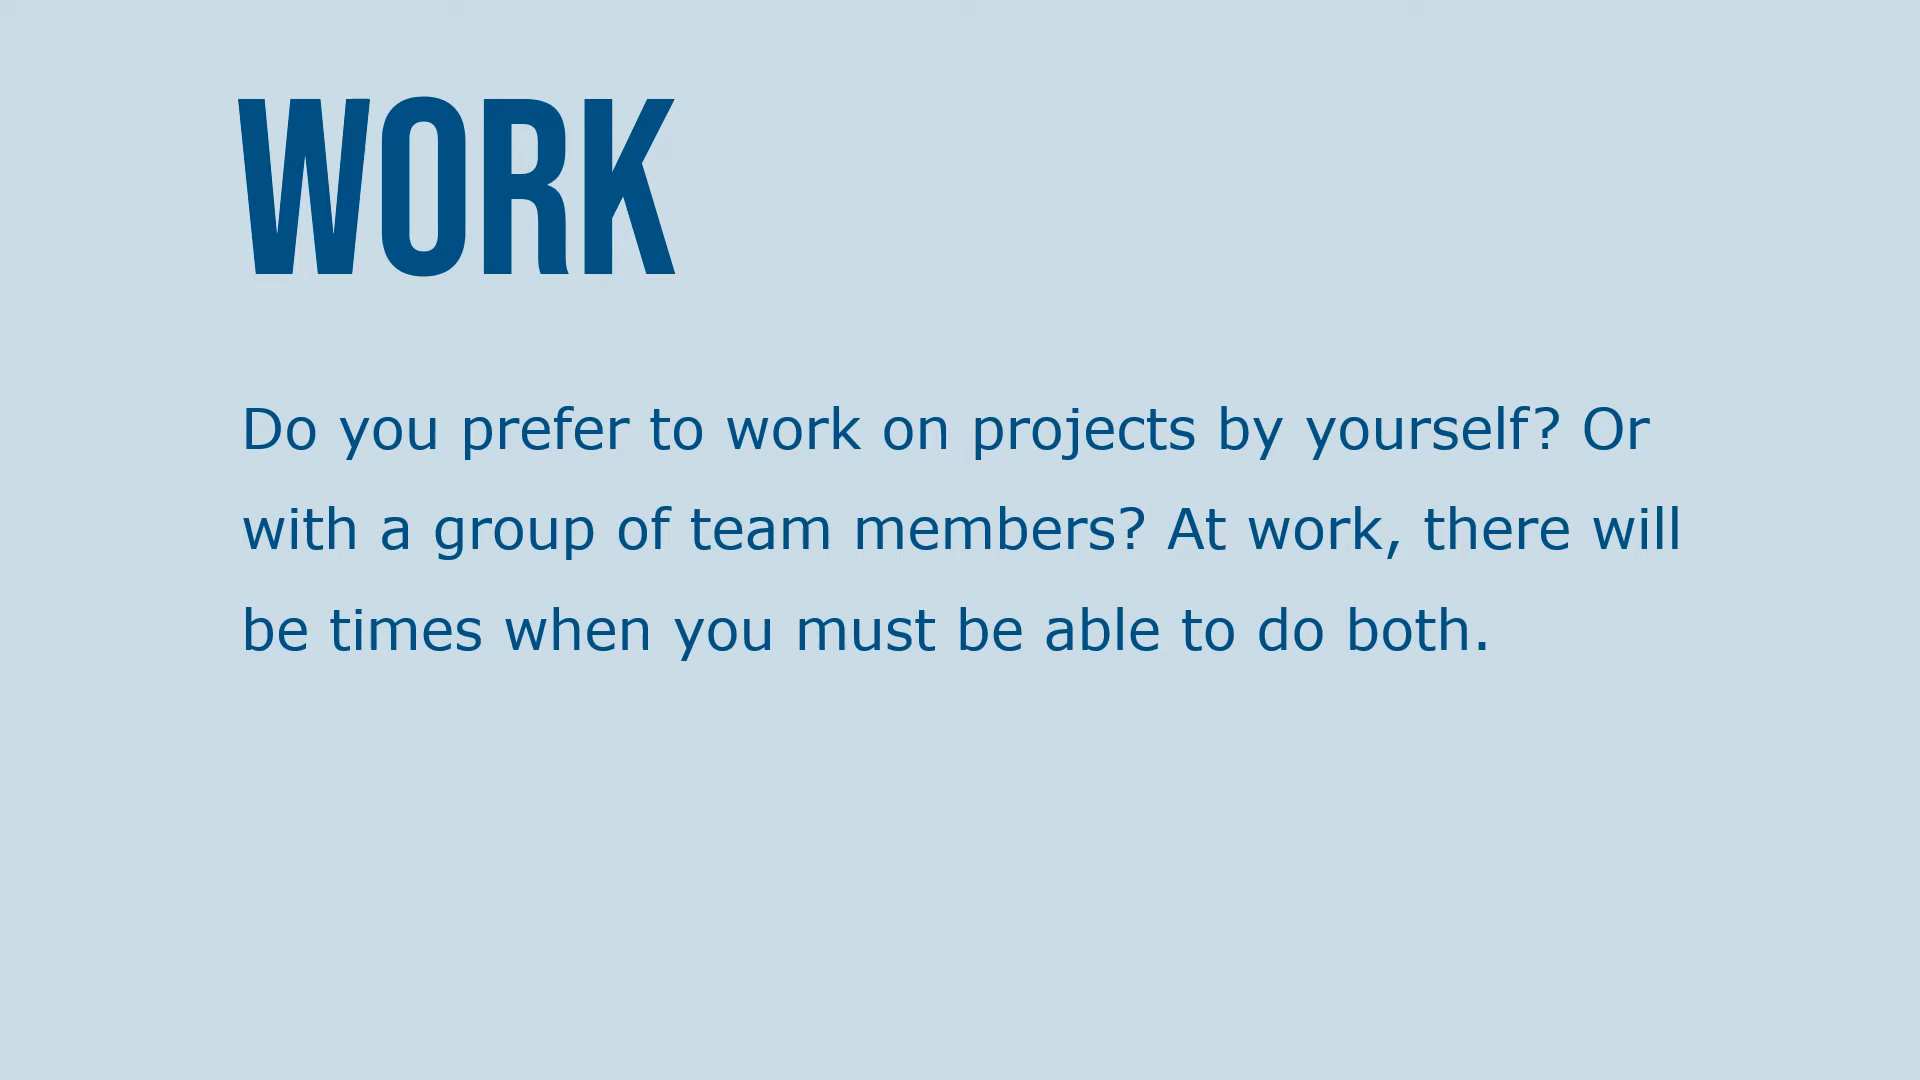 WORK
Do you prefer to work on projects by yourself? Or
with a group of team members? At work, there will
be times when you must be able to do both.